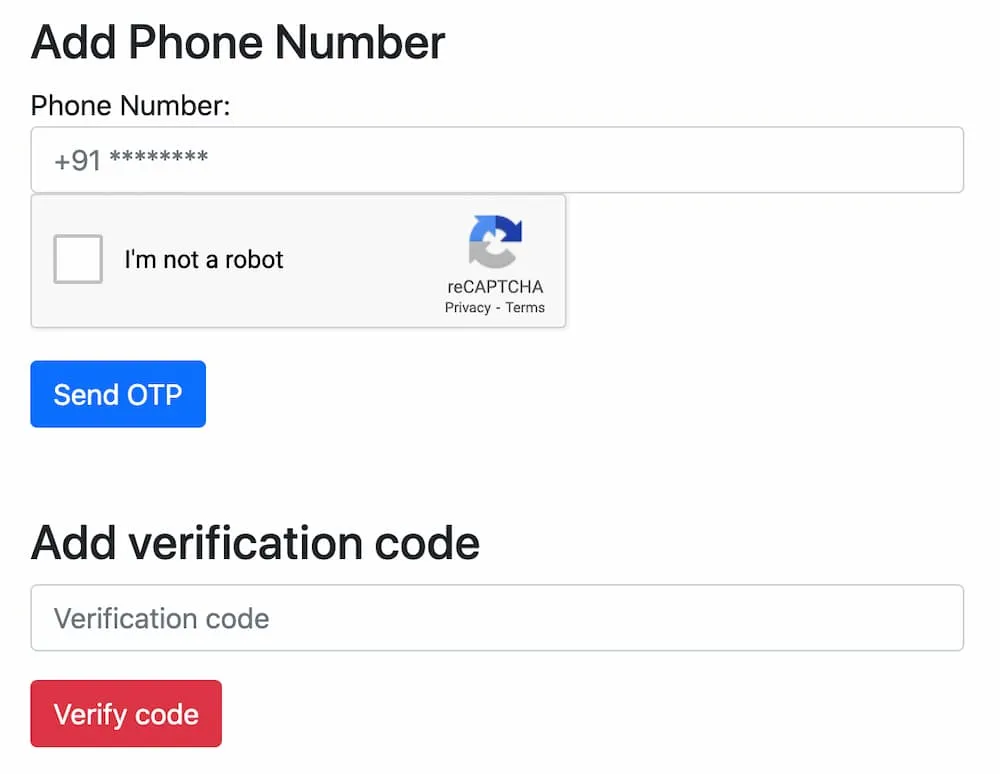 Add Phone Number
Phone Number:
+91 ********
I'm not a robot
reCAPTCHA
Privacy - Terms
Send OTP
Add verification code
Verification code
Verify code